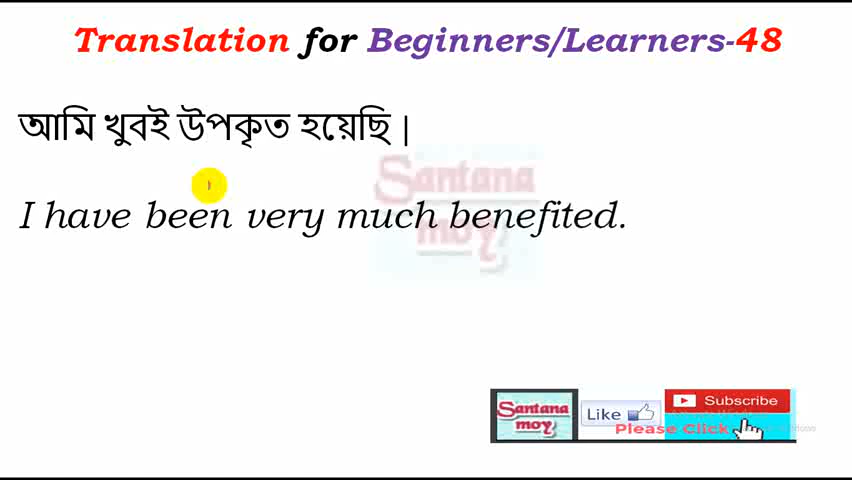 Translation for Beginners/Learners-48
আমি খুবই উপকৃত হয়েছি |
Santana
moy
I have been very much benefited.
Santana
moy
Like
Subscribe
Please Click